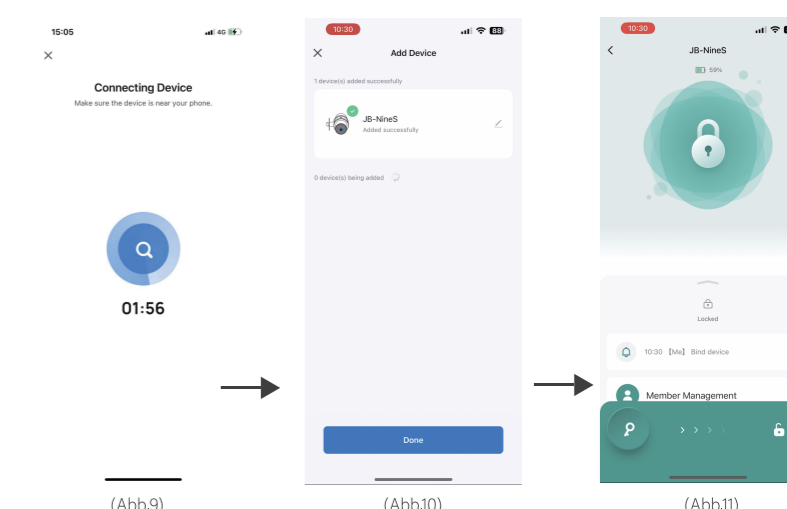 15:05
4G
Connecting Device
Make sure the device is near your phone.
01:56
(Abb.9)
10:30
88
Add Device
1 device(s) added successfully
JB-NineS
Added successfully
0 device(s) being added
Done
(Abb.10)
10:30
JB-NineS
59%
Locked
10:30 【Me】 Bind device
Member Management
(Abb.11)